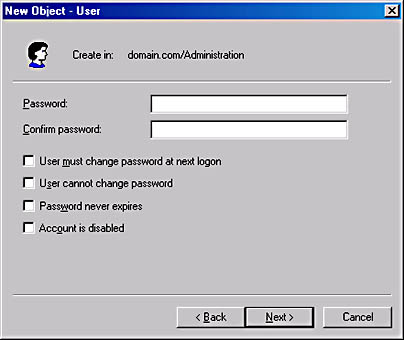 New Object - User
Create in: domain.com/Administration
Password:
Confirm password:
User must change password at next logon
User cannot change password
Password never expires
Account is disabled
< Back Next > Cancel